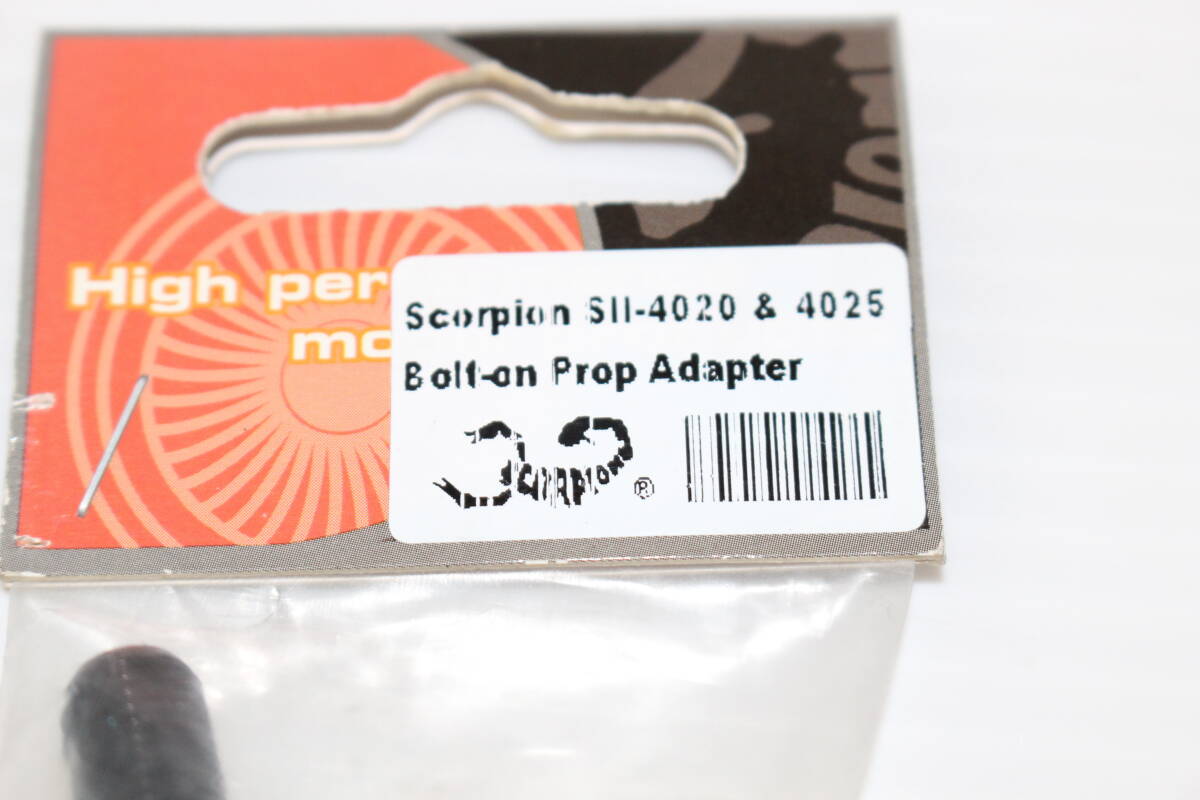 High per
mo
Scorpion SII-4020 & 4025
Bolt-on Prop Adapter
SCORPION ®